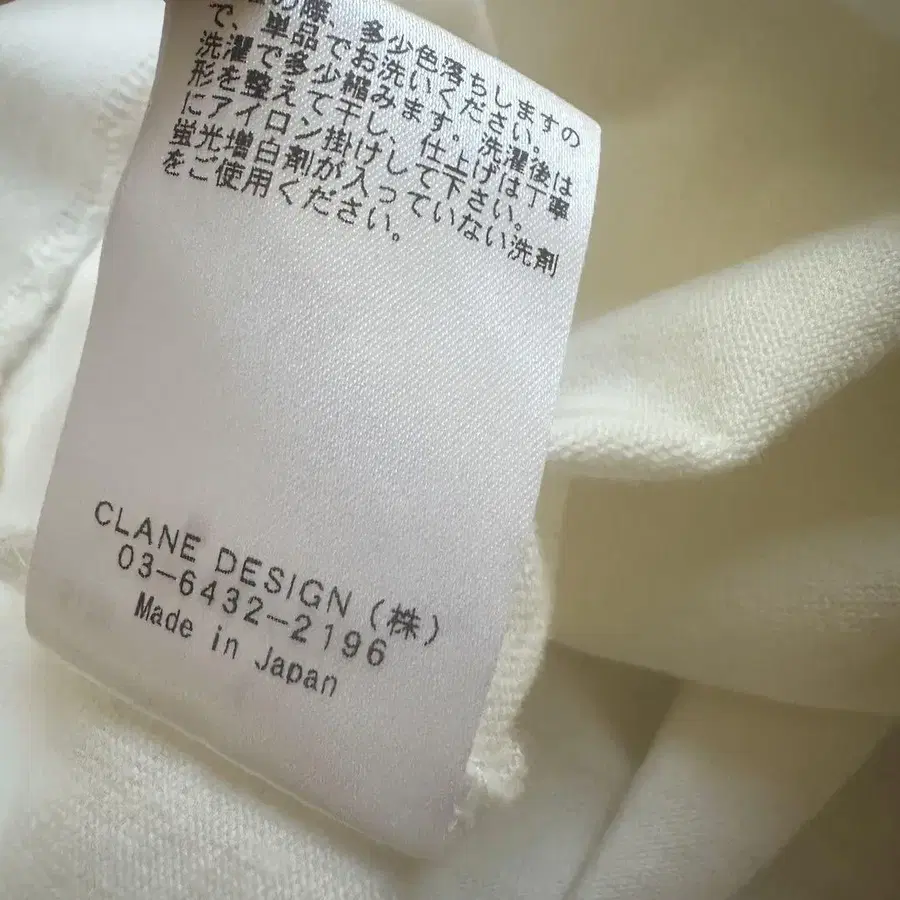 の際、多少色落ちしますの
で、単品でお洗いください。
洗濯で多少縮みます。洗濯後は
形を整えて干し、仕上げは丁寧
にアイロン掛けして下さい。
蛍光増白剤が入っていない洗剤
をご使用ください。
CLANE DESIGN (株)
03-6432-2196
Made in Japan